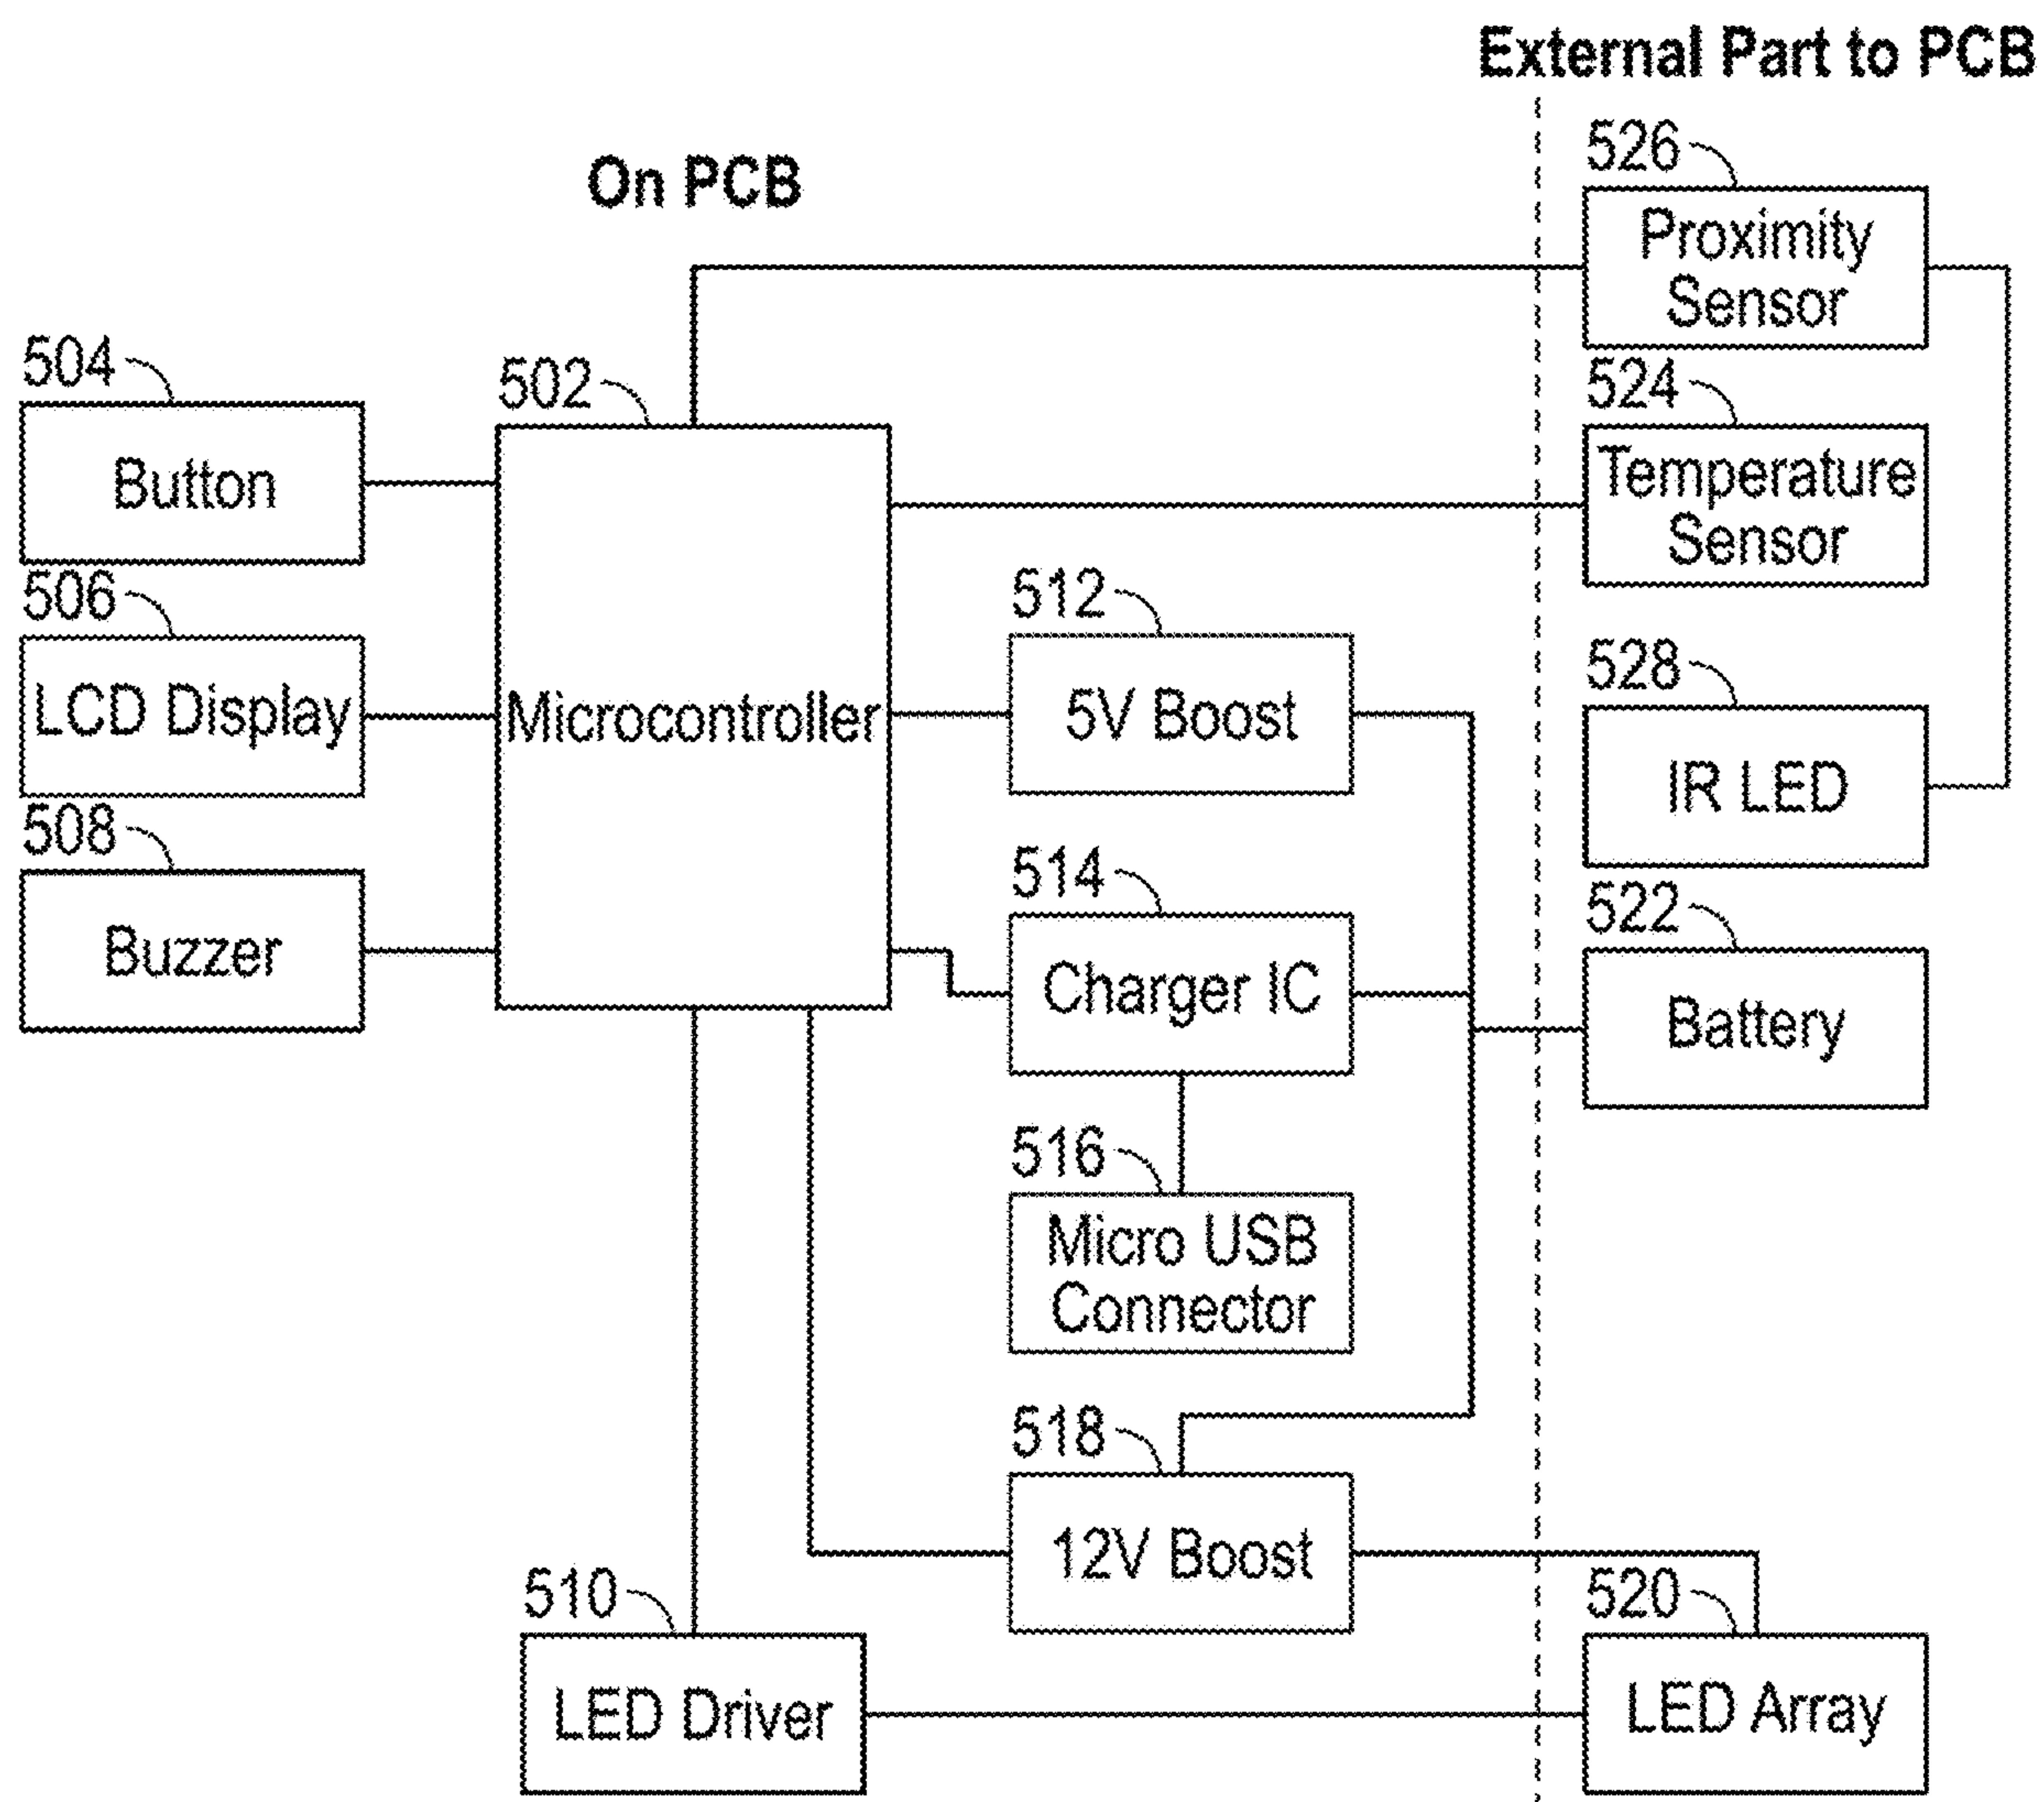 External Part to PCB
On PCB
526
Proximity
Sensor
504
Button
502
Microcontroller
524
Temperature
Sensor
506
LCD Display
512
5V Boost
528
IR LED
508
Buzzer
514
Charger IC
522
Battery
516
Micro USB
Connector
518
12V Boost
510
LED Driver
520
LED Array